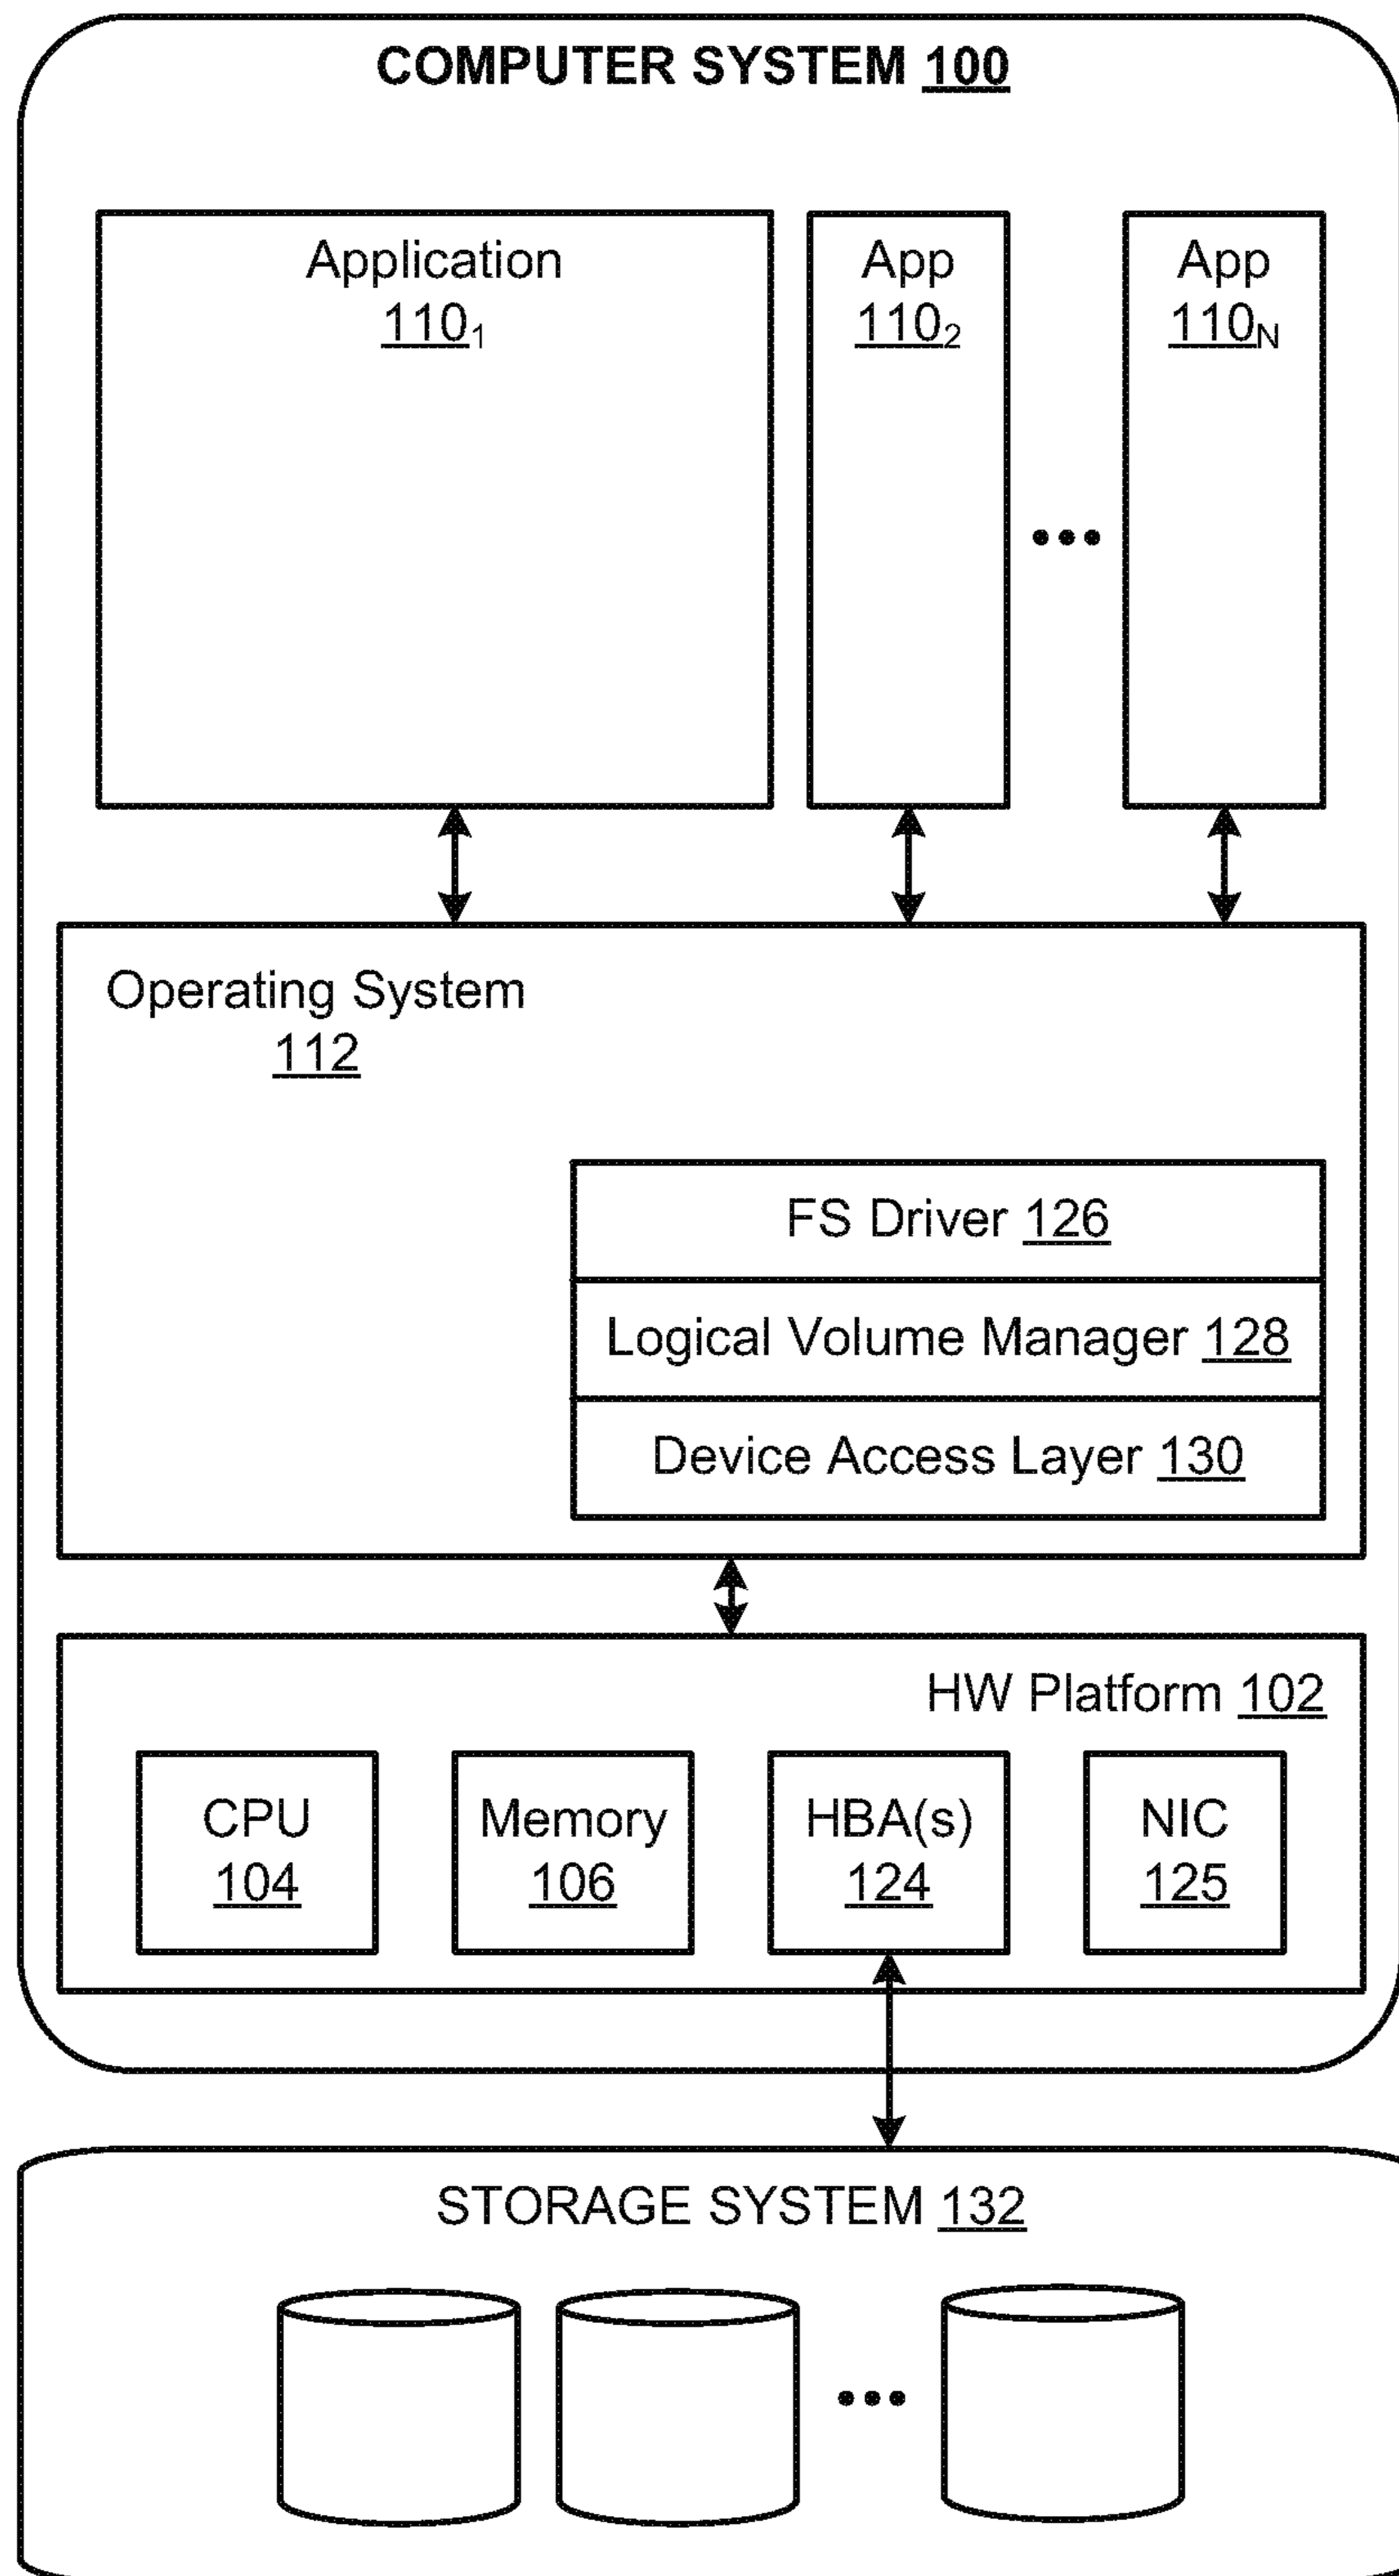 COMPUTER SYSTEM 100
Application
110₁
App
110₂
App
110N
Operating System
112
FS Driver 126
Logical Volume Manager 128
Device Access Layer 130
HW Platform 102
CPU
104
Memory
106
HBA(s)
124
NIC
125
STORAGE SYSTEM 132